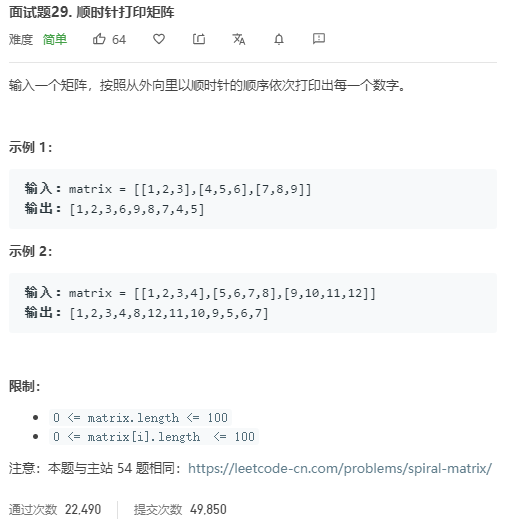 面试题29. 顺时针打印矩阵
难度 简单 64
输入一个矩阵，按照从外向里以顺时针的顺序依次打印出每一个数字。
示例 1：
输入：matrix = [[1,2,3],[4,5,6],[7,8,9]]
输出：[1,2,3,6,9,8,7,4,5]
示例 2：
输入：matrix = [[1,2,3,4],[5,6,7,8],[9,10,11,12]]
输出：[1,2,3,4,8,12,11,10,9,5,6,7]
限制：
0 <= matrix.length <= 100
0 <= matrix[i].length <= 100
注意：本题与主站 54 题相同：https://leetcode-cn.com/problems/spiral-matrix/
通过次数 22,490 提交次数 49,850